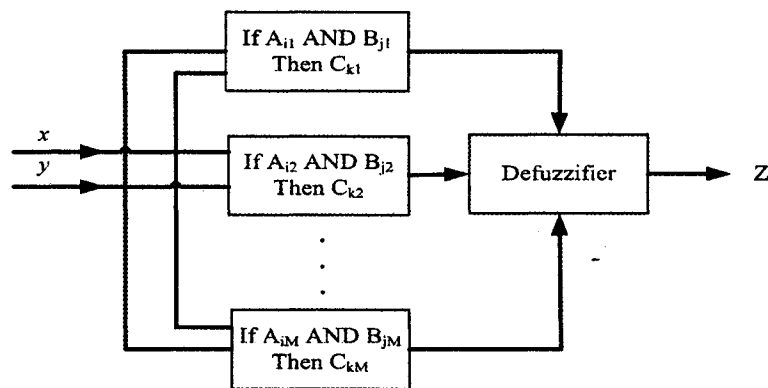 If A_{i1} AND B_{j1}
Then C_{k1}
x
y
If A_{i2} AND B_{j2}
Then C_{k2}
Defuzzifier
Z
If A_{iM} AND B_{jM}
Then C_{kM}